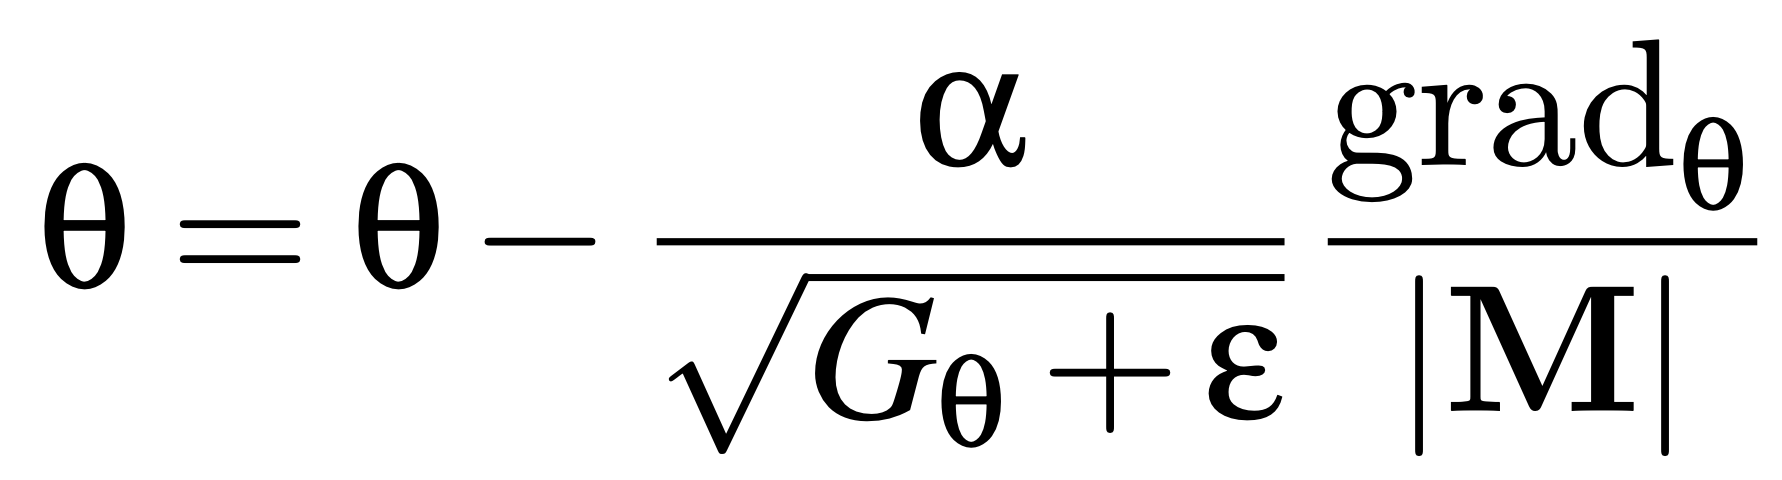 θ = θ − α / √(G_θ + ε) grad_θ / |M|